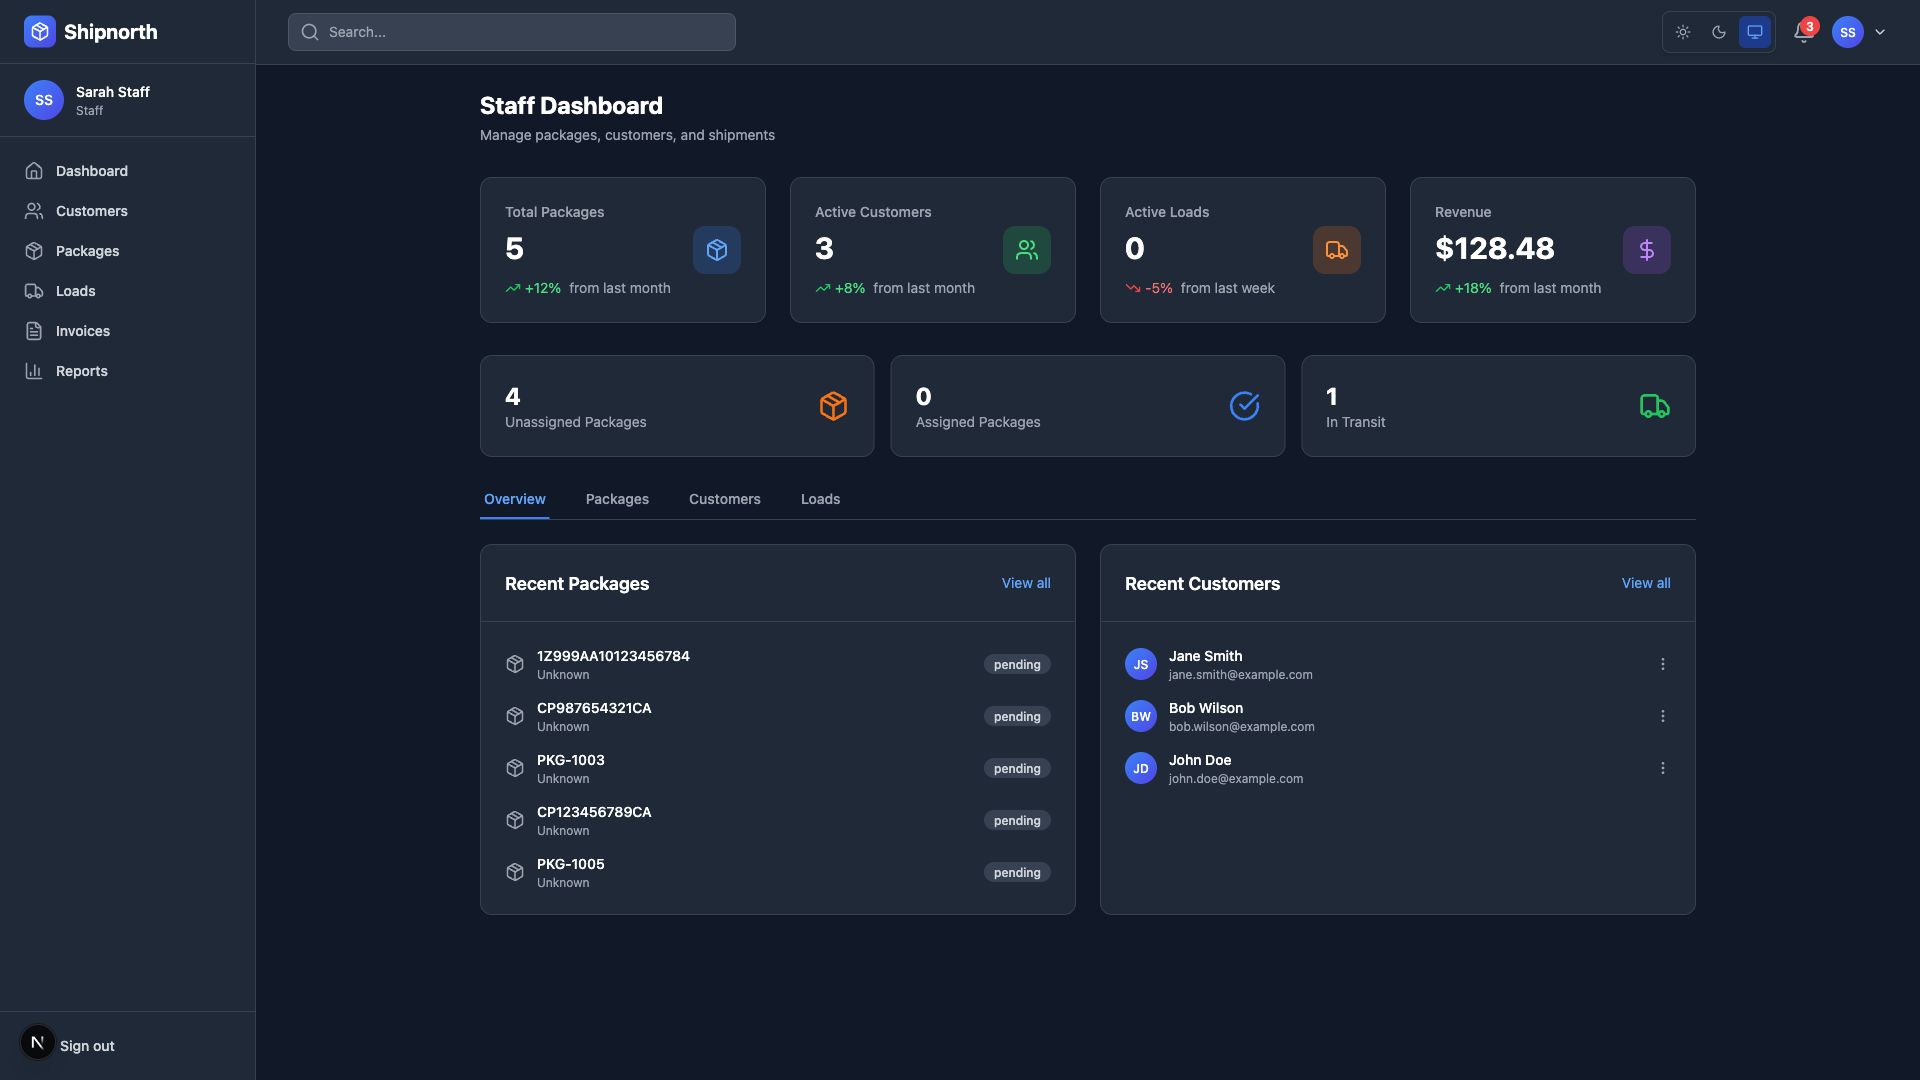 Shipnorth
Search...
3
SS
SS
Sarah Staff
Staff
Dashboard
Customers
Packages
Loads
Invoices
Reports
N
Sign out
Staff Dashboard
Manage packages, customers, and shipments
Total Packages
5
+12% from last month
Active Customers
3
+8% from last month
Active Loads
0
-5% from last week
Revenue
$128.48
+18% from last month
4
Unassigned Packages
0
Assigned Packages
1
In Transit
Overview Packages Customers Loads
Recent Packages View all
1Z999AA10123456784
Unknown
pending
CP987654321CA
Unknown
pending
PKG-1003
Unknown
pending
CP123456789CA
Unknown
pending
PKG-1005
Unknown
pending
Recent Customers View all
JS
Jane Smith
jane.smith@example.com
BW
Bob Wilson
bob.wilson@example.com
JD
John Doe
john.doe@example.com